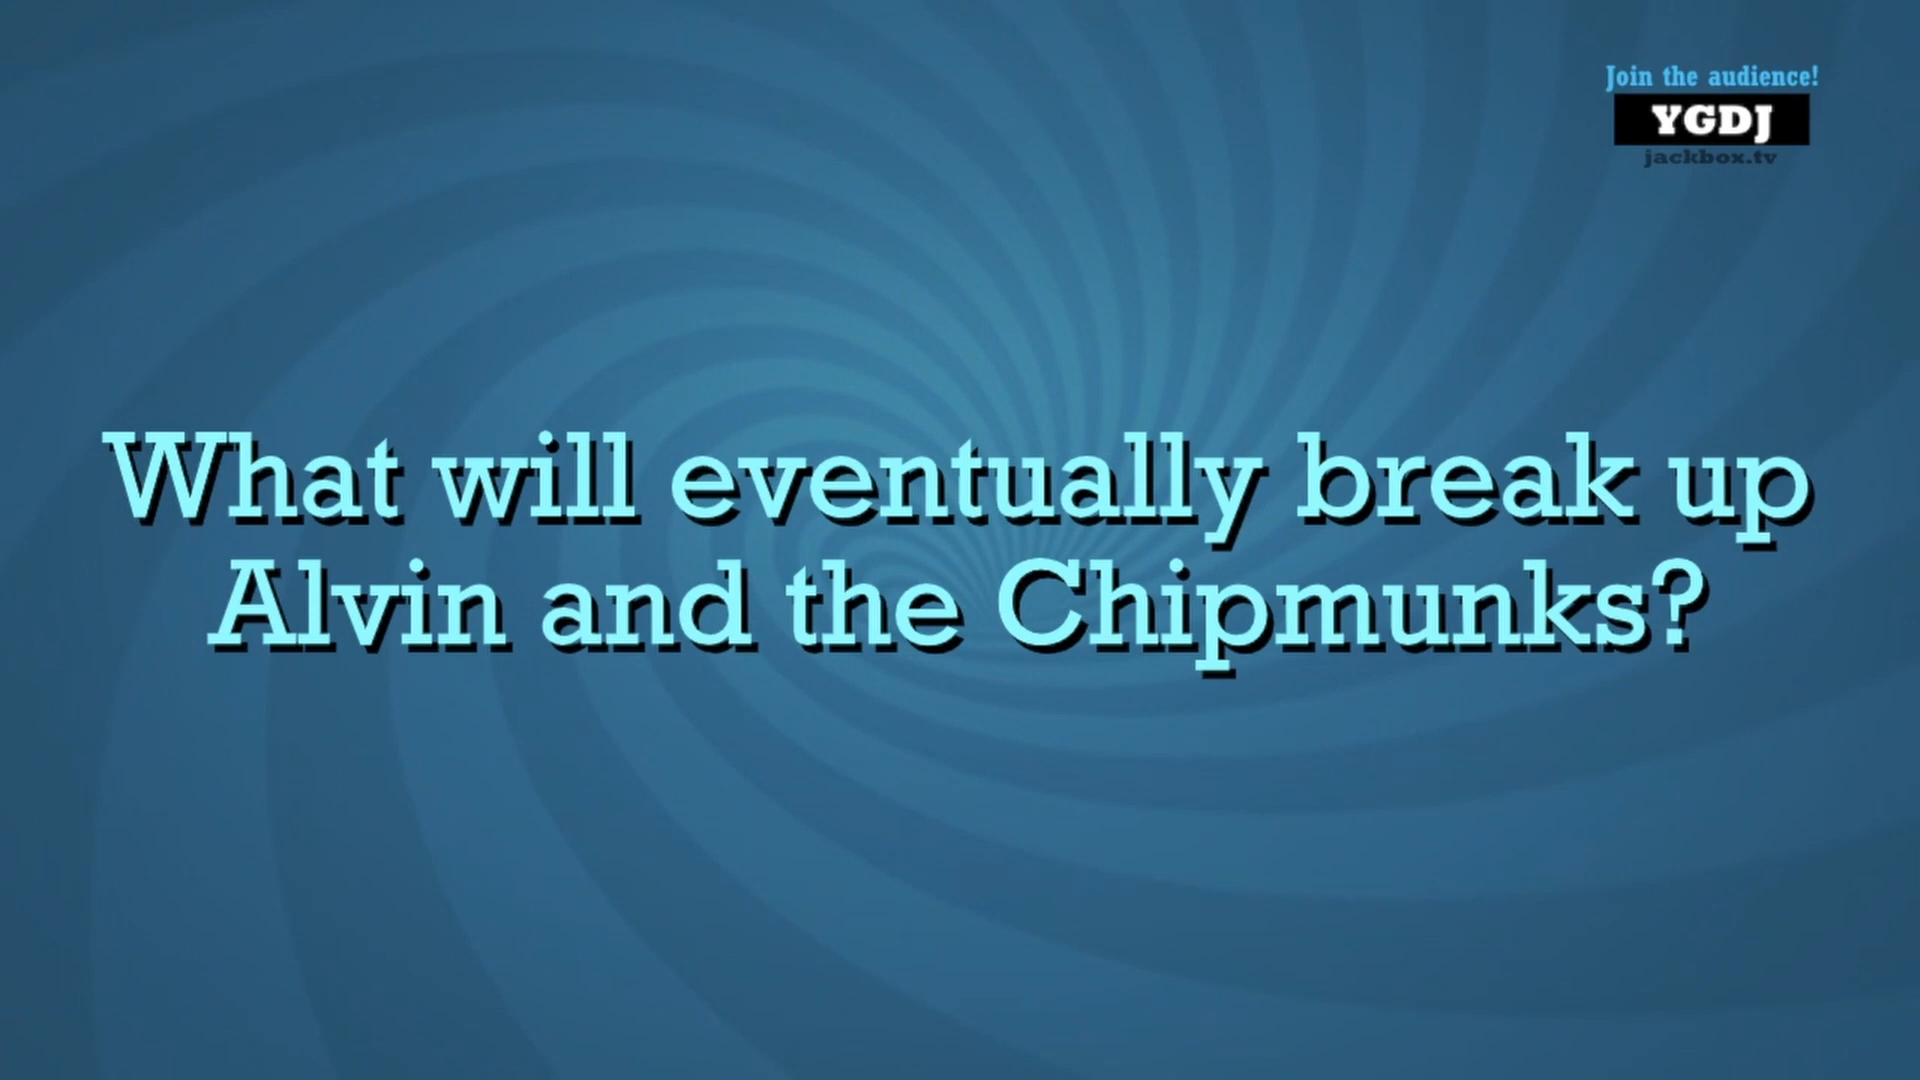 Join the audience!
YGDJ
jackbox.tv
What will eventually break up
Alvin and the Chipmunks?